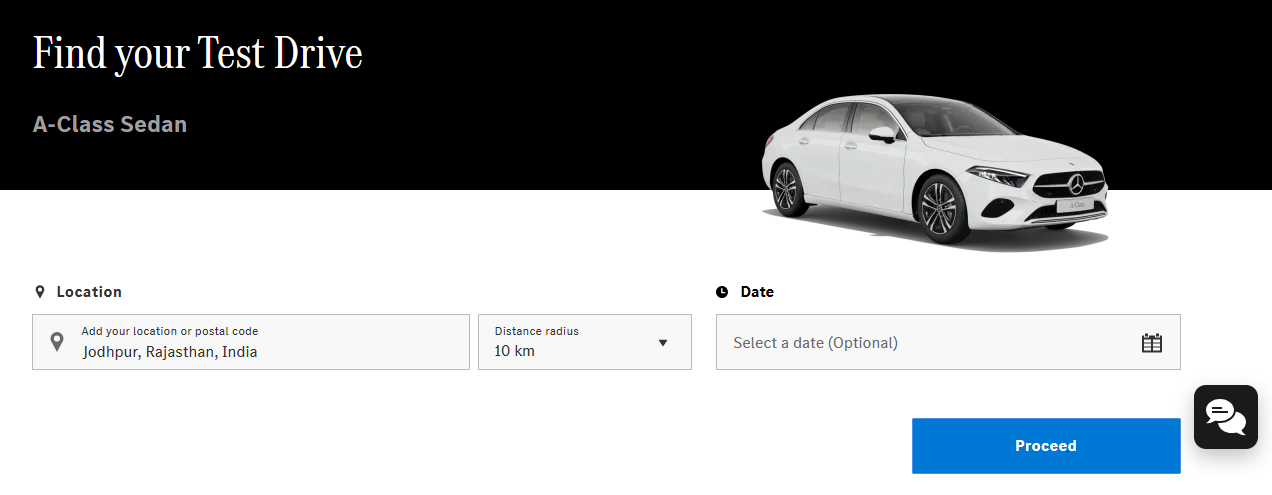 Find your Test Drive
A-Class Sedan
A-Class
Location
Add your location or postal code
Jodhpur, Rajasthan, India
Distance radius
10 km
Date
Select a date (Optional)
Proceed